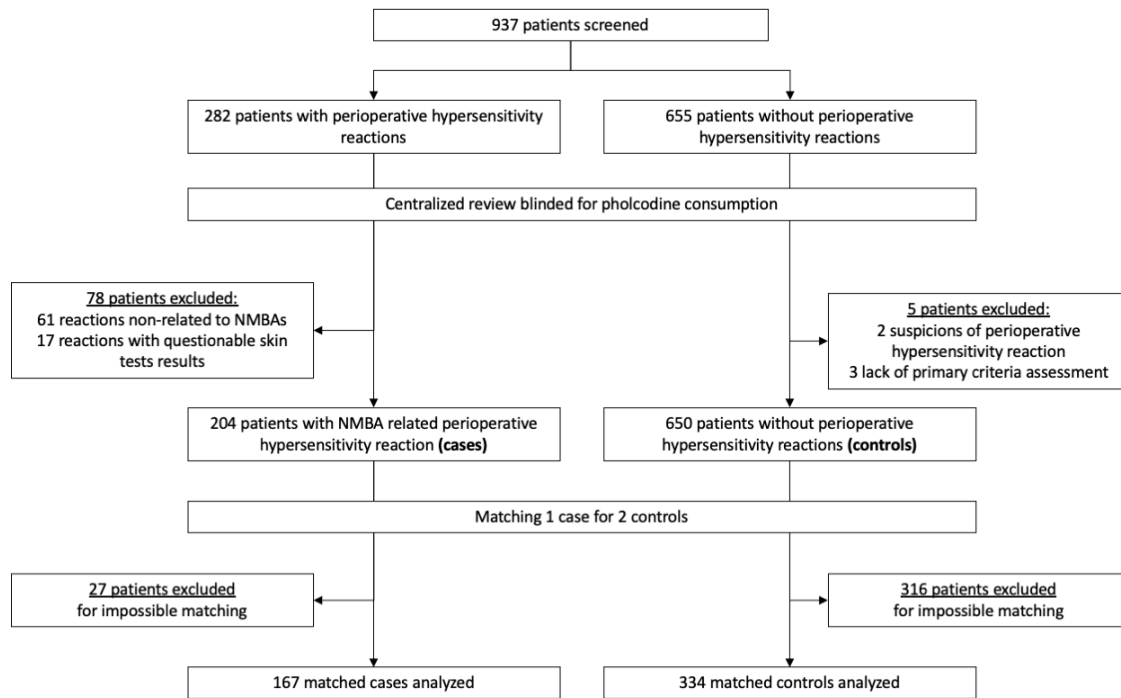 937 patients screened
282 patients with perioperative hypersensitivity
reactions
655 patients without perioperative
hypersensitivity reactions
Centralized review blinded for pholcodine consumption
78 patients excluded:
61 reactions non-related to NMBAs
17 reactions with questionable skin
tests results
5 patients excluded:
2 suspicions of perioperative
hypersensitivity reaction
3 lack of primary criteria assessment
204 patients with NMBA related perioperative
hypersensitivity reaction (cases)
650 patients without perioperative
hypersensitivity reactions (controls)
Matching 1 case for 2 controls
27 patients excluded
for impossible matching
316 patients excluded
for impossible matching
167 matched cases analyzed
334 matched controls analyzed